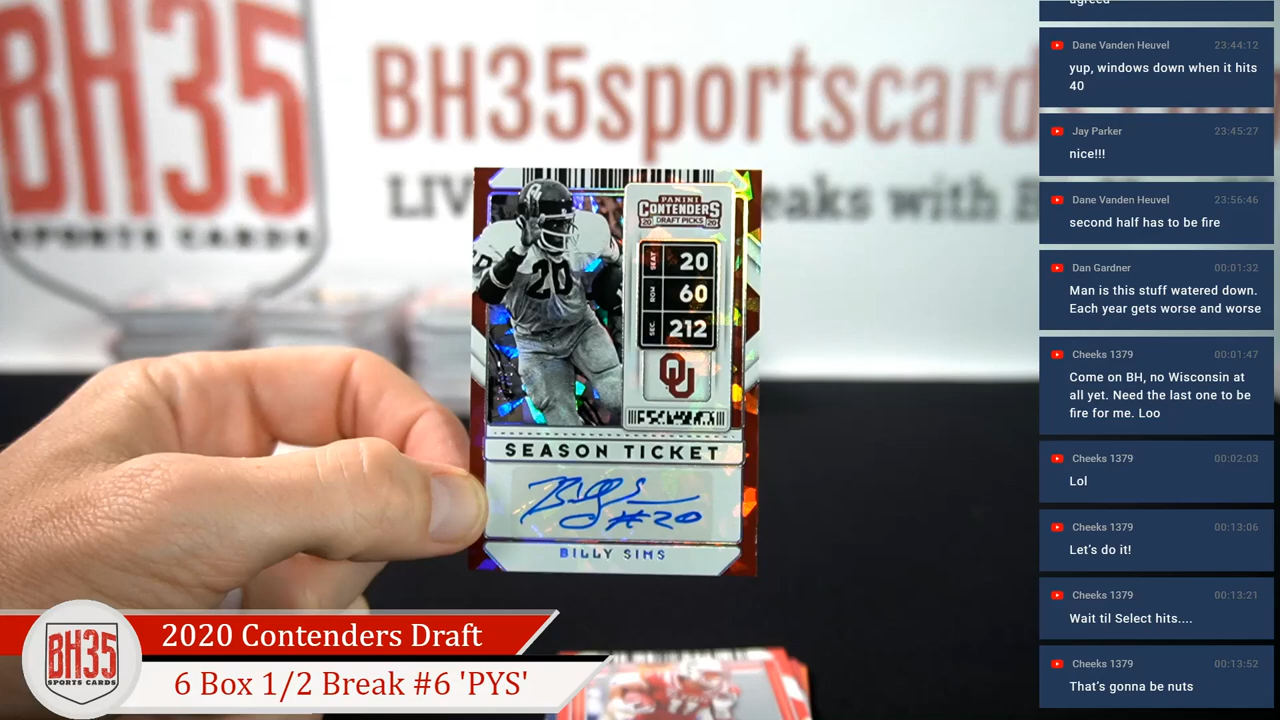 BH35
SPORTS CARDS
BH35sportscard
LIV
eaks with B
PANINI
CONTENDERS
20 DRAFT PICKS 20
SEAT 20
ROW 60
SEC. 212
OU
20
SEASON TICKET
Billy Sims #20
BILLY SIMS
BH35
SPORTS CARDS
2020 Contenders Draft
6 Box 1/2 Break #6 'PYS'
agreed
Dane Vanden Heuvel 23:44:12
yup, windows down when it hits
40
Jay Parker 23:45:27
nice!!!
Dane Vanden Heuvel 23:56:46
second half has to be fire
Dan Gardner 00:01:32
Man is this stuff watered down.
Each year gets worse and worse
Cheeks 1379 00:01:47
Come on BH, no Wisconsin at
all yet. Need the last one to be
fire for me. Loo
Cheeks 1379 00:02:03
Lol
Cheeks 1379 00:13:06
Let's do it!
Cheeks 1379 00:13:21
Wait til Select hits....
Cheeks 1379 00:13:52
That's gonna be nuts